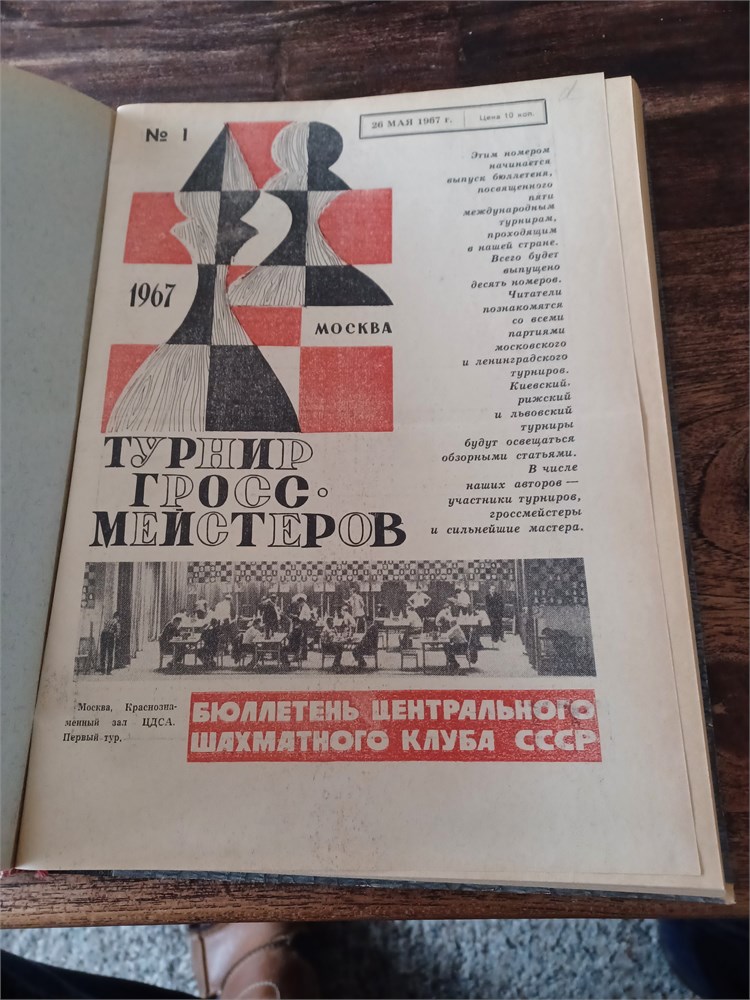 № 1
26 МАЯ 1967 г.
Цена 10 коп.
1967
МОСКВА
Этим номером
начинается
выпуск бюллетеня,
посвященного
пяти
международным
турнирам,
проходящим
в нашей стране.
Всего будет
выпущено
десять номеров.
Читатели
познакомятся
со всеми
партиями
московского
и ленинградского
турниров.
Киевский,
рижский
и львовский
турниры
будут освещаться
обзорными статьями.
В числе
наших авторов —
участники турниров,
гроссмейстеры
и сильнейшие мастера.
ТУРНИР
ГРОСС-
МЕЙСТЕРОВ
Москва, Краснозна-
мённый зал ЦДСА.
Первый тур.
БЮЛЛЕТЕНЬ ЦЕНТРАЛЬНОГО
ШАХМАТНОГО КЛУБА СССР